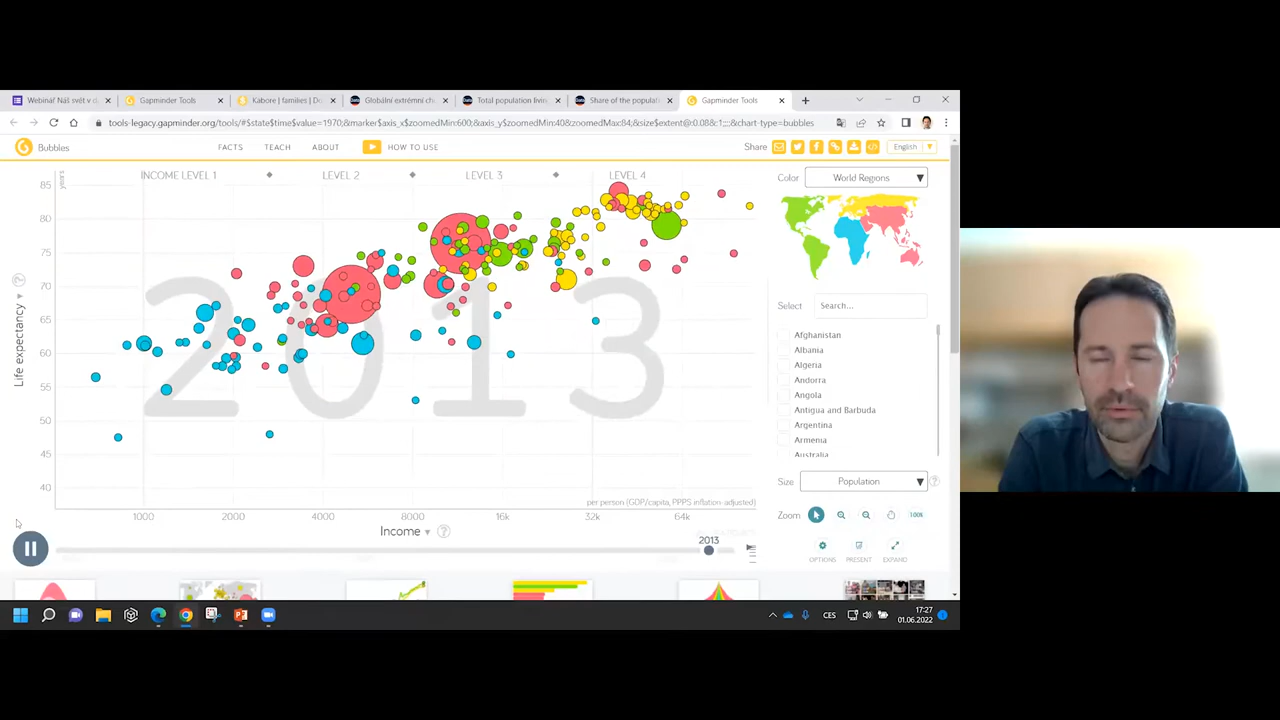 Webinář Náš svět v d
Gapminder Tools
Kabore | families | Do
Globální extrémní ch
Total population livin
Share of the populati
Gapminder Tools
tools-legacy.gapminder.org/tools/#$state$time$value=1970;&marker$axis_x$zoomedMin:600;&axis_y$zoomedMin:40&zoomedMax:84;&size$extent@:0.08&:1;;;;&chart-type=bubbles
Bubbles
FACTS
TEACH
ABOUT
HOW TO USE
Share
English
INCOME LEVEL 1
LEVEL 2
LEVEL 3
LEVEL 4
Color
World Regions
years
85
80
75
70
65
60
55
50
45
40
Life expectancy
2013
Select
Search...
Afghanistan
Albania
Algeria
Andorra
Angola
Antigua and Barbuda
Argentina
Armenia
Australia
Size
Population
per person (GDP/capita, PPP$ inflation-adjusted)
1000
2000
4000
8000
16k
32k
64k
Income
Zoom
100%
2013
OPTIONS
PRESENT
EXPAND
CES
17:27
01.06.2022